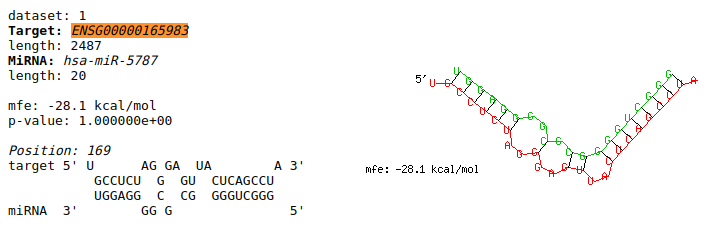 dataset: 1
Target: ENSG00000165983
length: 2487
MiRNA: hsa-miR-5787
length: 20
mfe: -28.1 kcal/mol
p-value: 1.000000e+00
Position: 169
target 5' U      AG GA  UA        A 3'
           GCCUCU  G  GU  CUCAGCCU
           UGGAGG  C  CG  GGGUCGGG
miRNA  3'        GG G               5'
5'
mfe: -28.1 kcal/mol